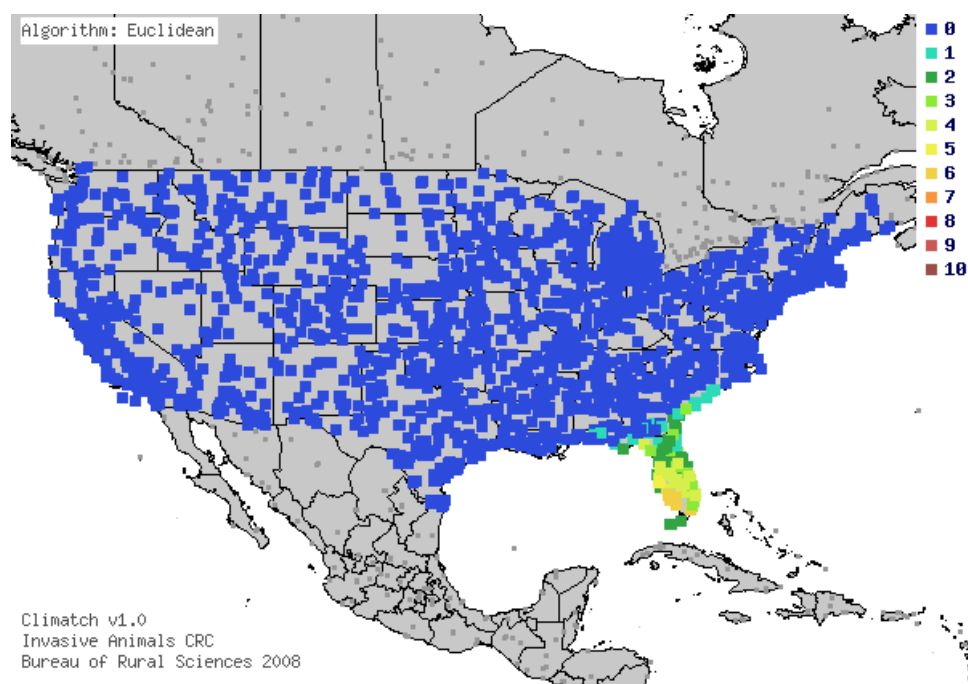 Algorithm: Euclidean
0
1
2
3
4
5
6
7
8
9
10
Climatch v1.0
Invasive Animals CRC
Bureau of Rural Sciences 2008